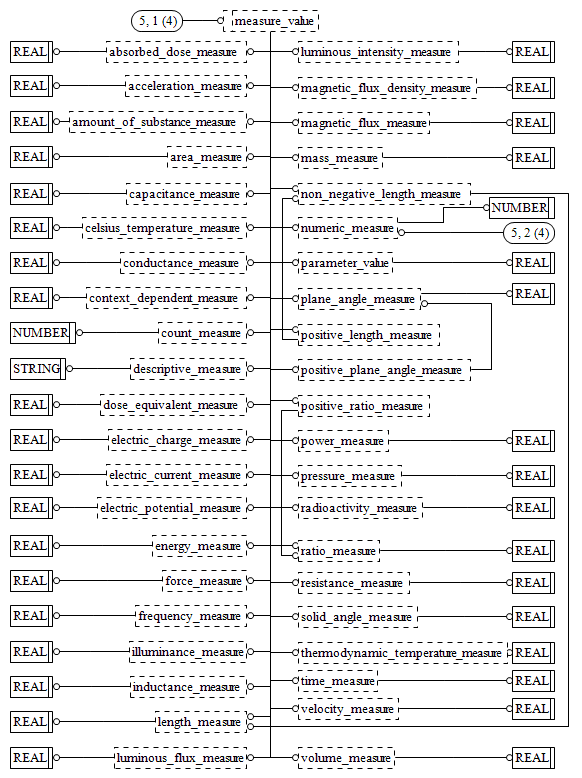 5, 1 (4) measure_value
REAL absorbed_dose_measure luminous_intensity_measure REAL
REAL acceleration_measure magnetic_flux_density_measure REAL
REAL amount_of_substance_measure magnetic_flux_measure REAL
REAL area_measure mass_measure REAL
REAL capacitance_measure non_negative_length_measure
NUMBER
REAL celsius_temperature_measure numeric_measure 5, 2 (4)
REAL conductance_measure parameter_value REAL
REAL context_dependent_measure plane_angle_measure REAL
NUMBER count_measure positive_length_measure
STRING descriptive_measure positive_plane_angle_measure
REAL dose_equivalent_measure positive_ratio_measure
REAL electric_charge_measure power_measure REAL
REAL electric_current_measure pressure_measure REAL
REAL electric_potential_measure radioactivity_measure REAL
REAL energy_measure ratio_measure REAL
REAL force_measure resistance_measure REAL
REAL frequency_measure solid_angle_measure REAL
REAL illuminance_measure thermodynamic_temperature_measure REAL
REAL inductance_measure time_measure REAL
REAL length_measure velocity_measure REAL
REAL luminous_flux_measure volume_measure REAL